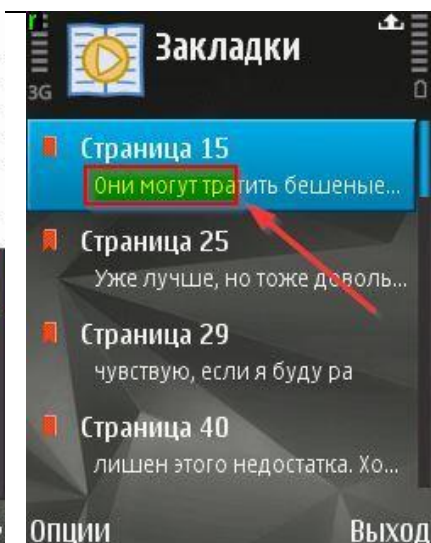 Закладки
3G
Страница 15
Они могут тратить бешеные...
Страница 25
Уже лучше, но тоже доволь...
Страница 29
чувствую, если я буду ра
Страница 40
лишен этого недостатка. Хо...
Опции Выход